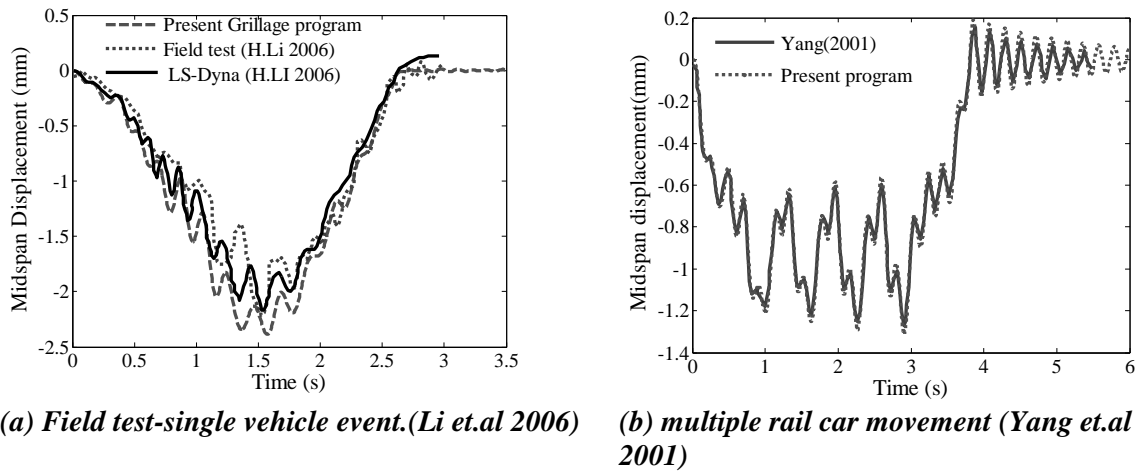 0.5
0
-0.5
-1
-1.5
-2
-2.5
Midspan Displacement (mm)
Present Grillage program
Field test (H.Li 2006)
LS-Dyna (H.LI 2006)
0 0.5 1 1.5 2 2.5 3 3.5
Time (s)
(a) Field test-single vehicle event.(Li et.al 2006)
0.2
0
-0.2
-0.4
-0.6
-0.8
-1
-1.2
-1.4
Midspan displacement(mm)
Yang(2001)
Present program
0 1 2 3 4 5 6
Time (s)
(b) multiple rail car movement (Yang et.al
2001)